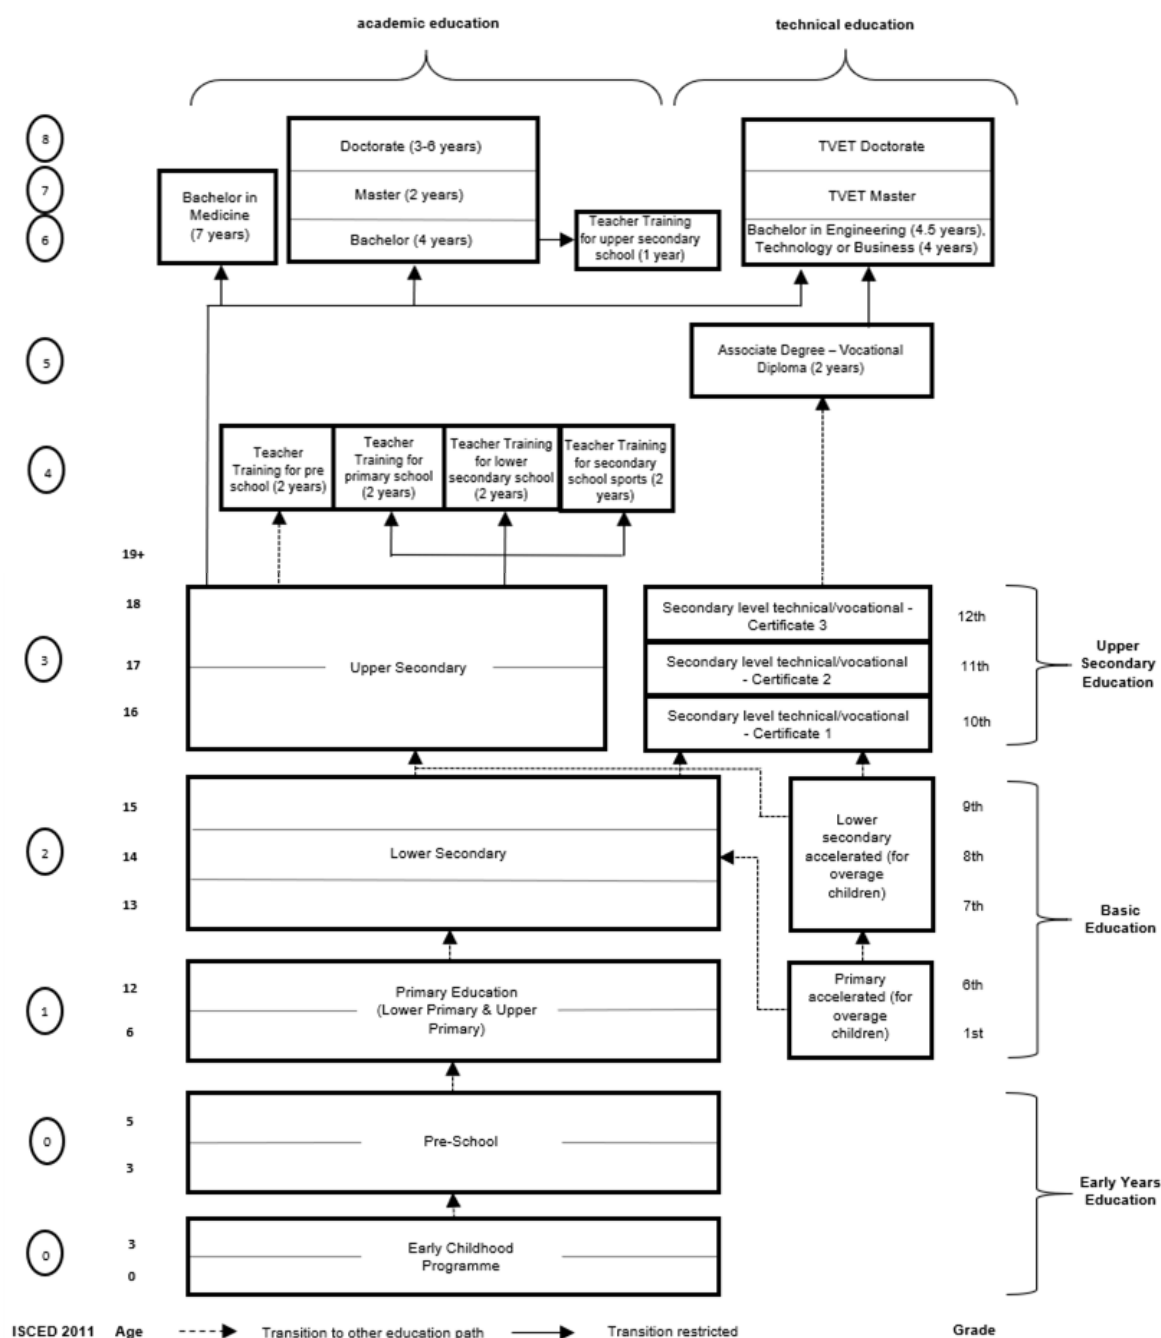 academic education
technical education
8
Doctorate (3-6 years)
TVET Doctorate
7
Bachelor in
Medicine
(7 years)
Master (2 years)
TVET Master
6
Bachelor (4 years)
Teacher Training
for upper secondary
school (1 year)
Bachelor in Engineering (4.5 years),
Technology or Business (4 years)
5
Associate Degree – Vocational
Diploma (2 years)
4
Teacher
Training for pre
school (2 years)
Teacher
Training for
primary school
(2 years)
Teacher Training
for lower
secondary school
(2 years)
Teacher Training
for secondary
school sports (2
years)
19+
18
Secondary level technical/vocational -
Certificate 3
12th
3
17
Upper Secondary
Secondary level technical/vocational
- Certificate 2
11th
Upper
Secondary
Education
16
Secondary level technical/vocational
- Certificate 1
10th
15
9th
2
14
Lower Secondary
Lower
secondary
accelerated (for
overage
children)
8th
13
7th
Basic
Education
12
6th
1
Primary Education
(Lower Primary & Upper
Primary)
Primary
accelerated (for
overage
children)
6
1st
5
0
Pre-School
3
Early Years
Education
3
0
Early Childhood
Programme
0
ISCED 2011
Age
Transition to other education path
Transition restricted
Grade